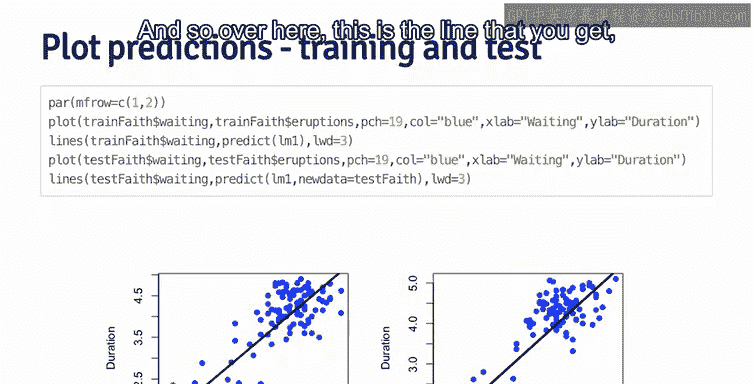 And so over here, this is the line that you get,
Plot predictions - training and test
par(mfrow=c(1,2))
plot(trainFaith$waiting,trainFaith$eruptions,pch=19,col="blue",xlab="Waiting",ylab="Duration")
lines(trainFaith$waiting,predict(lm1),lwd=3)
plot(testFaith$waiting,testFaith$eruptions,pch=19,col="blue",xlab="Waiting",ylab="Duration")
lines(testFaith$waiting,predict(lm1,newdata=testFaith),lwd=3)
Duration
4.5
3.5
2.5
Duration
5.0
4.0
3.0